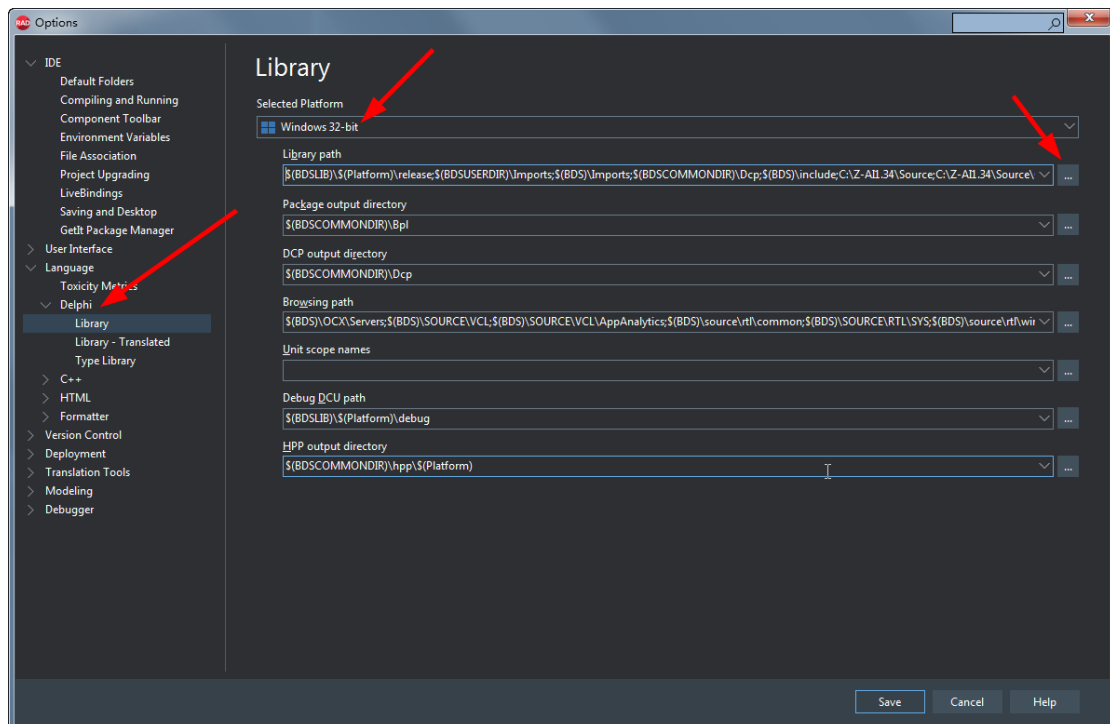 RAD Options
IDE
Default Folders
Compiling and Running
Component Toolbar
Environment Variables
File Association
Project Upgrading
LiveBindings
Saving and Desktop
GetIt Package Manager
User Interface
Language
Toxicity Metrics
Delphi
Library
Library - Translated
Type Library
C++
HTML
Formatter
Version Control
Deployment
Translation Tools
Modeling
Debugger
Library
Selected Platform
Windows 32-bit
Library path
$(BDSLIB)\$(Platform)\release;$(BDSUSERDIR)\Imports;$(BDS)\Imports;$(BDSCOMMONDIR)\Dcp;$(BDS)\include;C:\Z-AI1.34\Source;C:\Z-AI1.34\Source\
...
Package output directory
$(BDSCOMMONDIR)\Bpl
...
DCP output directory
$(BDSCOMMONDIR)\Dcp
...
Browsing path
$(BDS)\OCX\Servers;$(BDS)\SOURCE\VCL;$(BDS)\SOURCE\VCL\AppAnalytics;$(BDS)\source\rtl\common;$(BDS)\SOURCE\RTL\SYS;$(BDS)\source\rtl\wir
...
Unit scope names
...
Debug DCU path
$(BDSLIB)\$(Platform)\debug
...
HPP output directory
$(BDSCOMMONDIR)\hpp\$(Platform)
...
Save Cancel Help